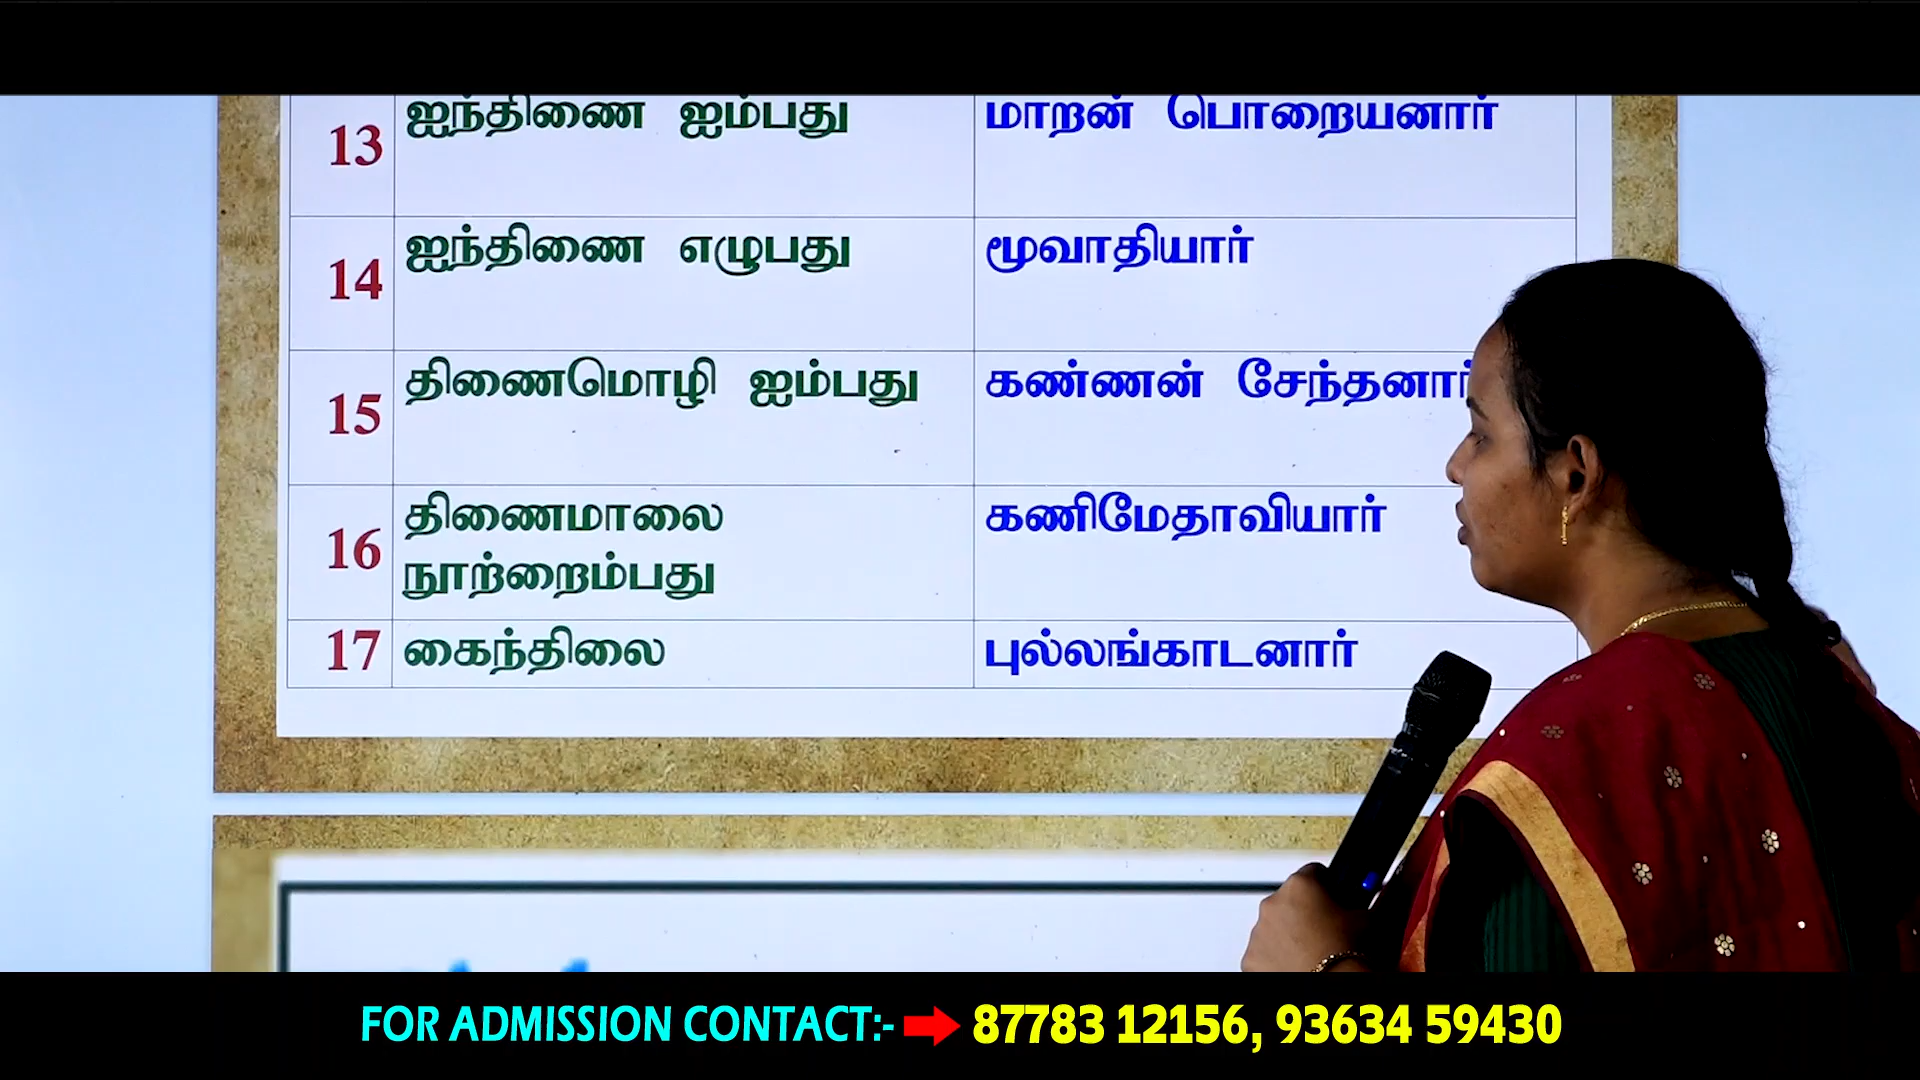 13 ஐந்திணை ஐம்பது மாறன் பொறையனார்
14 ஐந்திணை எழுபது மூவாதியார்
15 திணைமொழி ஐம்பது கண்ணன் சேந்தனார்
16 திணைமாலை கணிமேதாவியார்
நூற்றைம்பது
17 கைந்திலை புல்லங்காடனார்
FOR ADMISSION CONTACT:- 87783 12156, 93634 59430